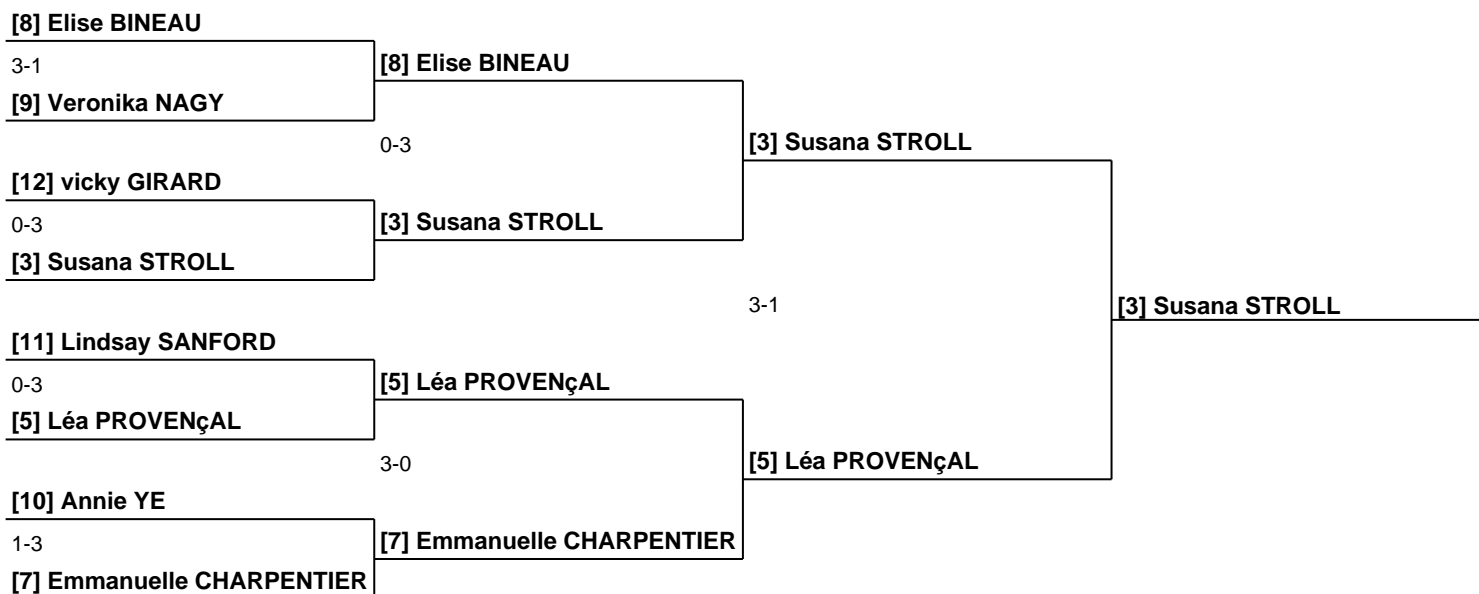 [8] Elise BINEAU
3-1
[8] Elise BINEAU
[9] Veronika NAGY
0-3
[3] Susana STROLL
[12] vicky GIRARD
0-3
[3] Susana STROLL
[3] Susana STROLL
3-1
[3] Susana STROLL
[11] Lindsay SANFORD
0-3
[5] Léa PROVENçAL
[5] Léa PROVENçAL
3-0
[5] Léa PROVENçAL
[10] Annie YE
1-3
[7] Emmanuelle CHARPENTIER
[7] Emmanuelle CHARPENTIER